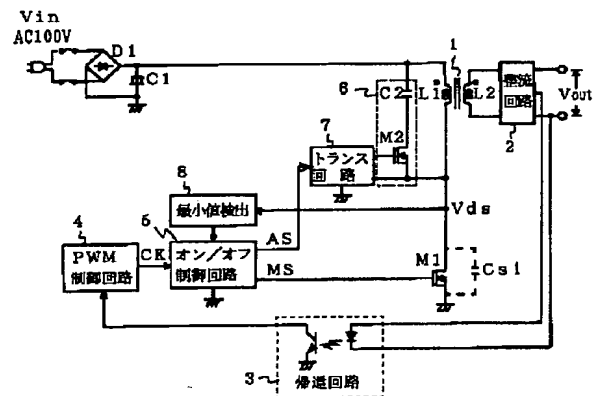 Vin
AC100V
D1
C1
6
C2
L1
1
L2
整流
回路
2
Vout
7
トランス
回路
M2
8
最小値検出
Vds
5
オン/オフ
制御回路
AS
MS
4
PWM
制御回路
CK
M1
Cs1
3
帰還回路